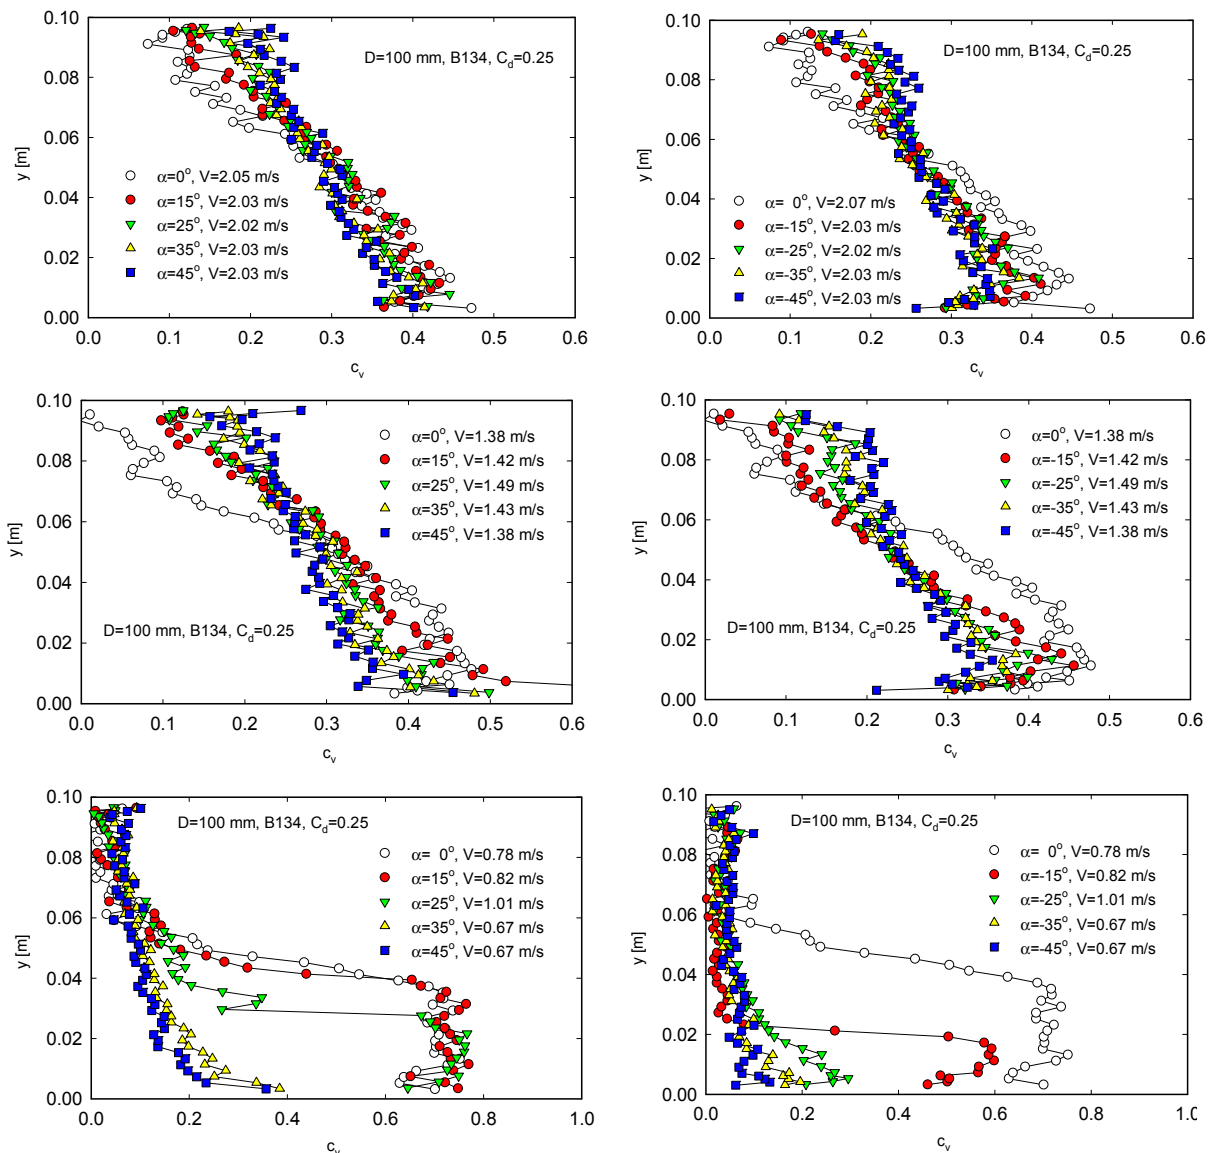 D=100 mm, B134, C_d=0.25
y [m]
0.10
0.08
0.06
0.04
0.02
0.00
α=0°, V=2.05 m/s
α=15°, V=2.03 m/s
α=25°, V=2.02 m/s
α=35°, V=2.03 m/s
α=45°, V=2.03 m/s
0.0 0.1 0.2 0.3 0.4 0.5 0.6
c_v
D=100 mm, B134, C_d=0.25
y [m]
0.10
0.08
0.06
0.04
0.02
0.00
α= 0°, V=2.07 m/s
α=-15°, V=2.03 m/s
α=-25°, V=2.02 m/s
α=-35°, V=2.03 m/s
α=-45°, V=2.03 m/s
0.0 0.1 0.2 0.3 0.4 0.5 0.6
c_v
y [m]
0.10
0.08
0.06
0.04
0.02
0.00
α=0°, V=1.38 m/s
α=15°, V=1.42 m/s
α=25°, V=1.49 m/s
α=35°, V=1.43 m/s
α=45°, V=1.38 m/s
D=100 mm, B134, C_d=0.25
0.0 0.1 0.2 0.3 0.4 0.5 0.6
c_v
y [m]
0.10
0.08
0.06
0.04
0.02
0.00
α=0°, V=1.38 m/s
α=-15°, V=1.42 m/s
α=-25°, V=1.49 m/s
α=-35°, V=1.43 m/s
α=-45°, V=1.38 m/s
D=100 mm, B134, C_d=0.25
0.0 0.1 0.2 0.3 0.4 0.5 0.6
c_v
D=100 mm, B134, C_d=0.25
y [m]
0.10
0.08
0.06
0.04
0.02
0.00
α= 0°, V=0.78 m/s
α=15°, V=0.82 m/s
α=25°, V=1.01 m/s
α=35°, V=0.67 m/s
α=45°, V=0.67 m/s
0.0 0.2 0.4 0.6 0.8 1.0
c_v
D=100 mm, B134, C_d=0.25
y [m]
0.10
0.08
0.06
0.04
0.02
0.00
α= 0°, V=0.78 m/s
α=-15°, V=0.82 m/s
α=-25°, V=1.01 m/s
α=-35°, V=0.67 m/s
α=-45°, V=0.67 m/s
0.0 0.2 0.4 0.6 0.8 1.0
c_v